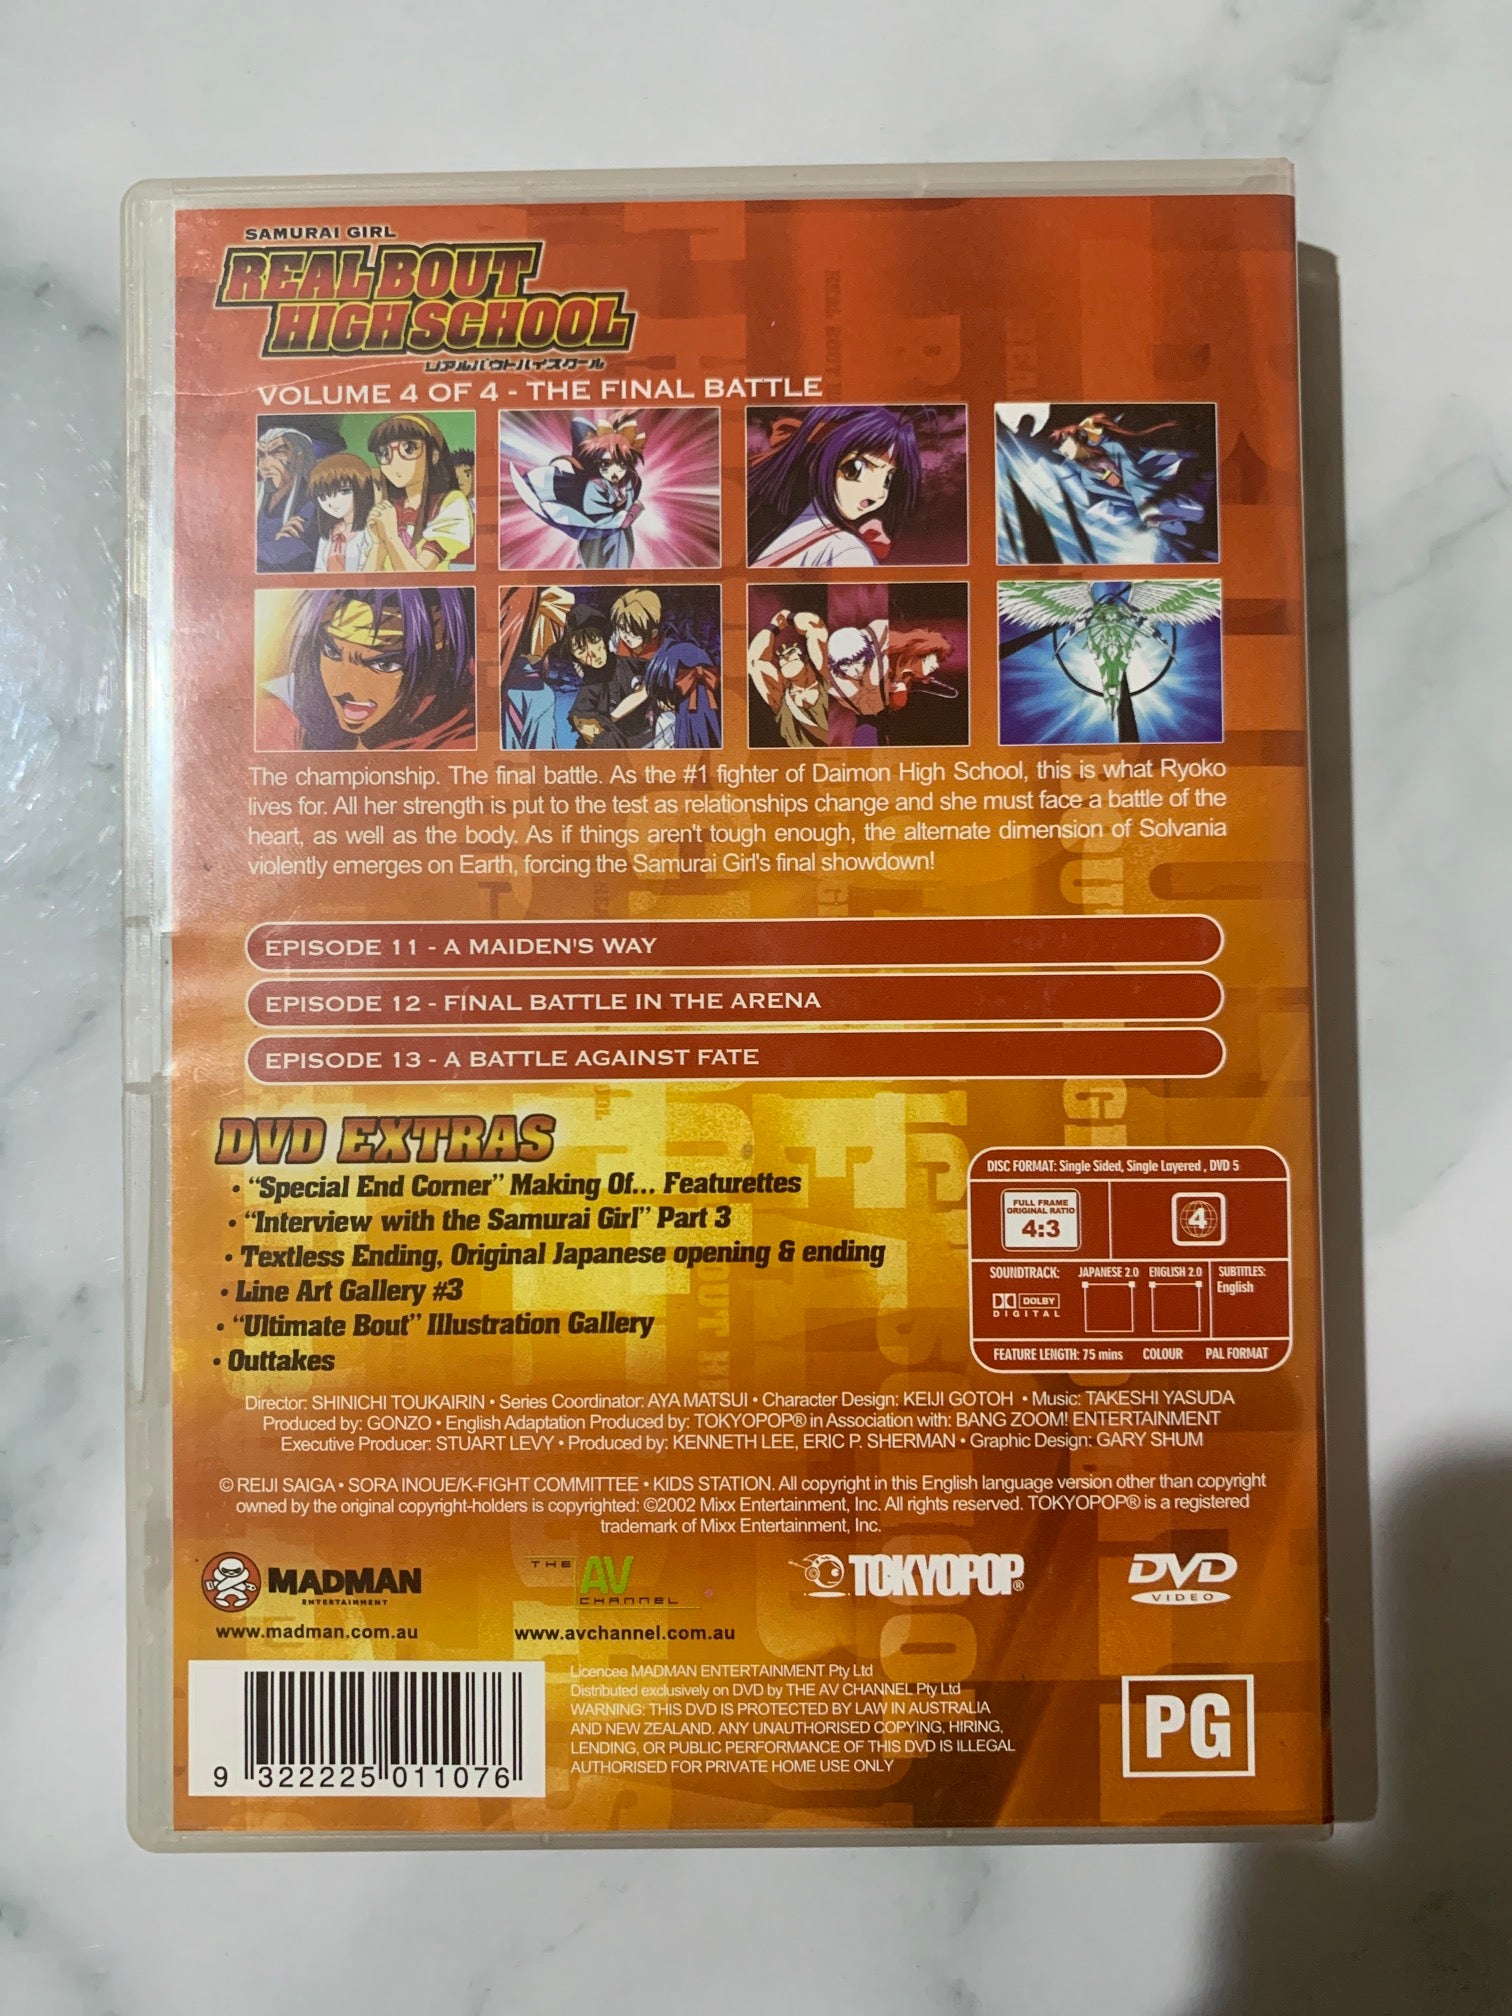 SAMURAI GIRL
REAL BOUT
HIGH SCHOOL
リアルバウトハイスクール
VOLUME 4 OF 4 - THE FINAL BATTLE
The championship. The final battle. As the #1 fighter of Daimon High School, this is what Ryoko
lives for. All her strength is put to the test as relationships change and she must face a battle of the
heart, as well as the body. As if things aren't tough enough, the alternate dimension of Solvania
violently emerges on Earth, forcing the Samurai Girl's final showdown!
EPISODE 11 - A MAIDEN'S WAY
EPISODE 12 - FINAL BATTLE IN THE ARENA
EPISODE 13 - A BATTLE AGAINST FATE
DVD EXTRAS
• “Special End Corner” Making Of... Featurettes
• “Interview with the Samurai Girl” Part 3
• Textless Ending, Original Japanese opening & ending
• Line Art Gallery #3
• “Ultimate Bout” Illustration Gallery
• Outtakes
DISC FORMAT: Single Sided, Single Layered , DVD 5
FULL FRAME
ORIGINAL RATIO
4:3
4
SOUNDTRACK: JAPANESE 2.0 ENGLISH 2.0 SUBTITLES:
English
DOLBY
DIGITAL
FEATURE LENGTH: 75 mins COLOUR PAL FORMAT
Director: SHINICHI TOUKAIRIN • Series Coordinator: AYA MATSUI • Character Design: KEIJI GOTOH • Music: TAKESHI YASUDA
Produced by: GONZO • English Adaptation Produced by: TOKYOPOP® in Association with: BANG ZOOM! ENTERTAINMENT
Executive Producer: STUART LEVY • Produced by: KENNETH LEE, ERIC P. SHERMAN • Graphic Design: GARY SHUM
© REIJI SAIGA • SORA INOUE/K-FIGHT COMMITTEE • KIDS STATION. All copyright in this English language version other than copyright
owned by the original copyright-holders is copyrighted: ©2002 Mixx Entertainment, Inc. All rights reserved. TOKYOPOP® is a registered
trademark of Mixx Entertainment, Inc.
MADMAN
ENTERTAINMENT
www.madman.com.au
THE
AV
CHANNEL
www.avchannel.com.au
TOKYOPOP®
DVD
VIDEO
Licencee MADMAN ENTERTAINMENT Pty Ltd
Distributed exclusively on DVD by THE AV CHANNEL Pty Ltd
WARNING: THIS DVD IS PROTECTED BY LAW IN AUSTRALIA
AND NEW ZEALAND. ANY UNAUTHORISED COPYING, HIRING,
LENDING, OR PUBLIC PERFORMANCE OF THIS DVD IS ILLEGAL
AUTHORISED FOR PRIVATE HOME USE ONLY
9 322225 011076
PG